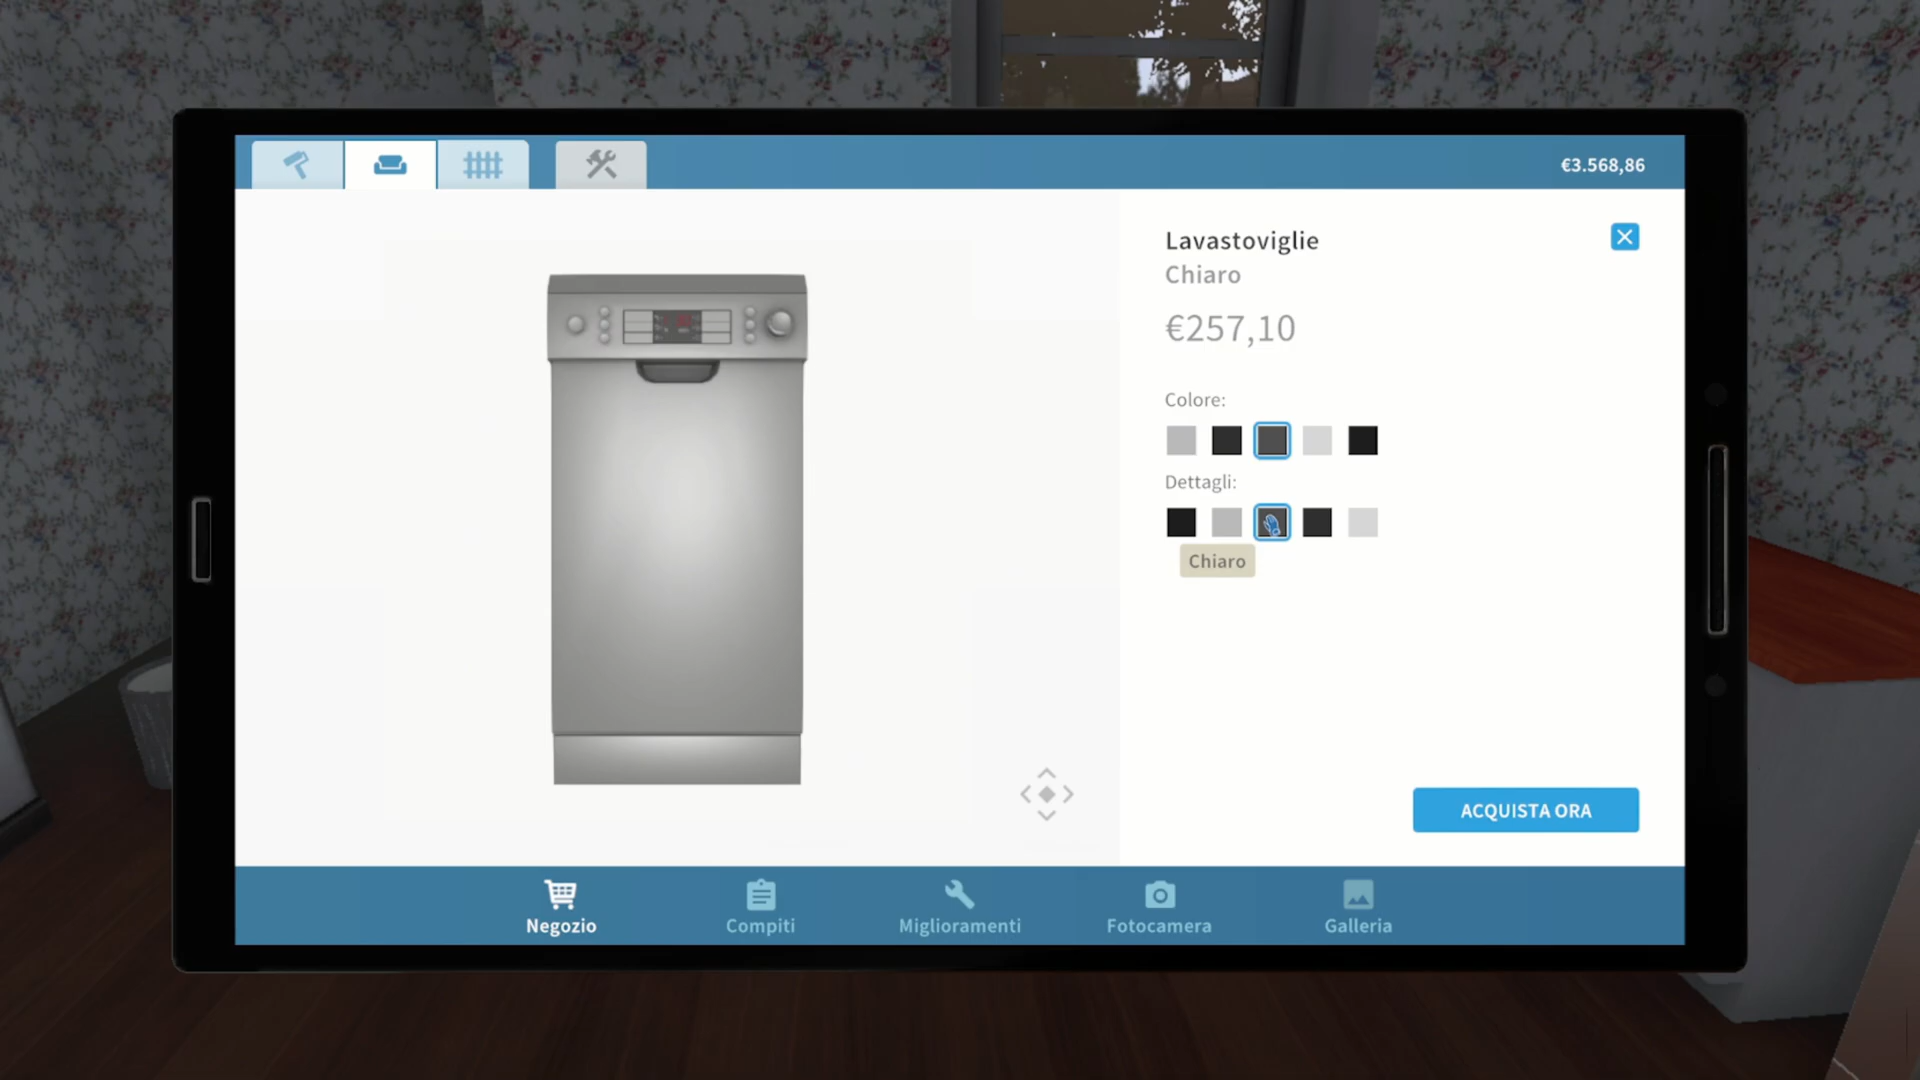 €3.568,86
Lavastoviglie
Chiaro
€257,10
Colore:
Dettagli:
Chiaro
ACQUISTA ORA
Negozio
Compiti
Miglioramenti
Fotocamera
Galleria